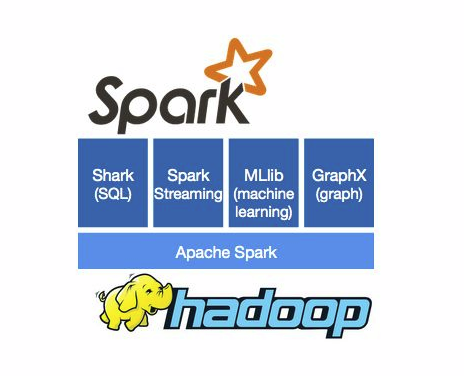 Spark
Shark
(SQL)
Spark
Streaming
MLlib
(machine
learning)
GraphX
(graph)
Apache Spark
hadoop